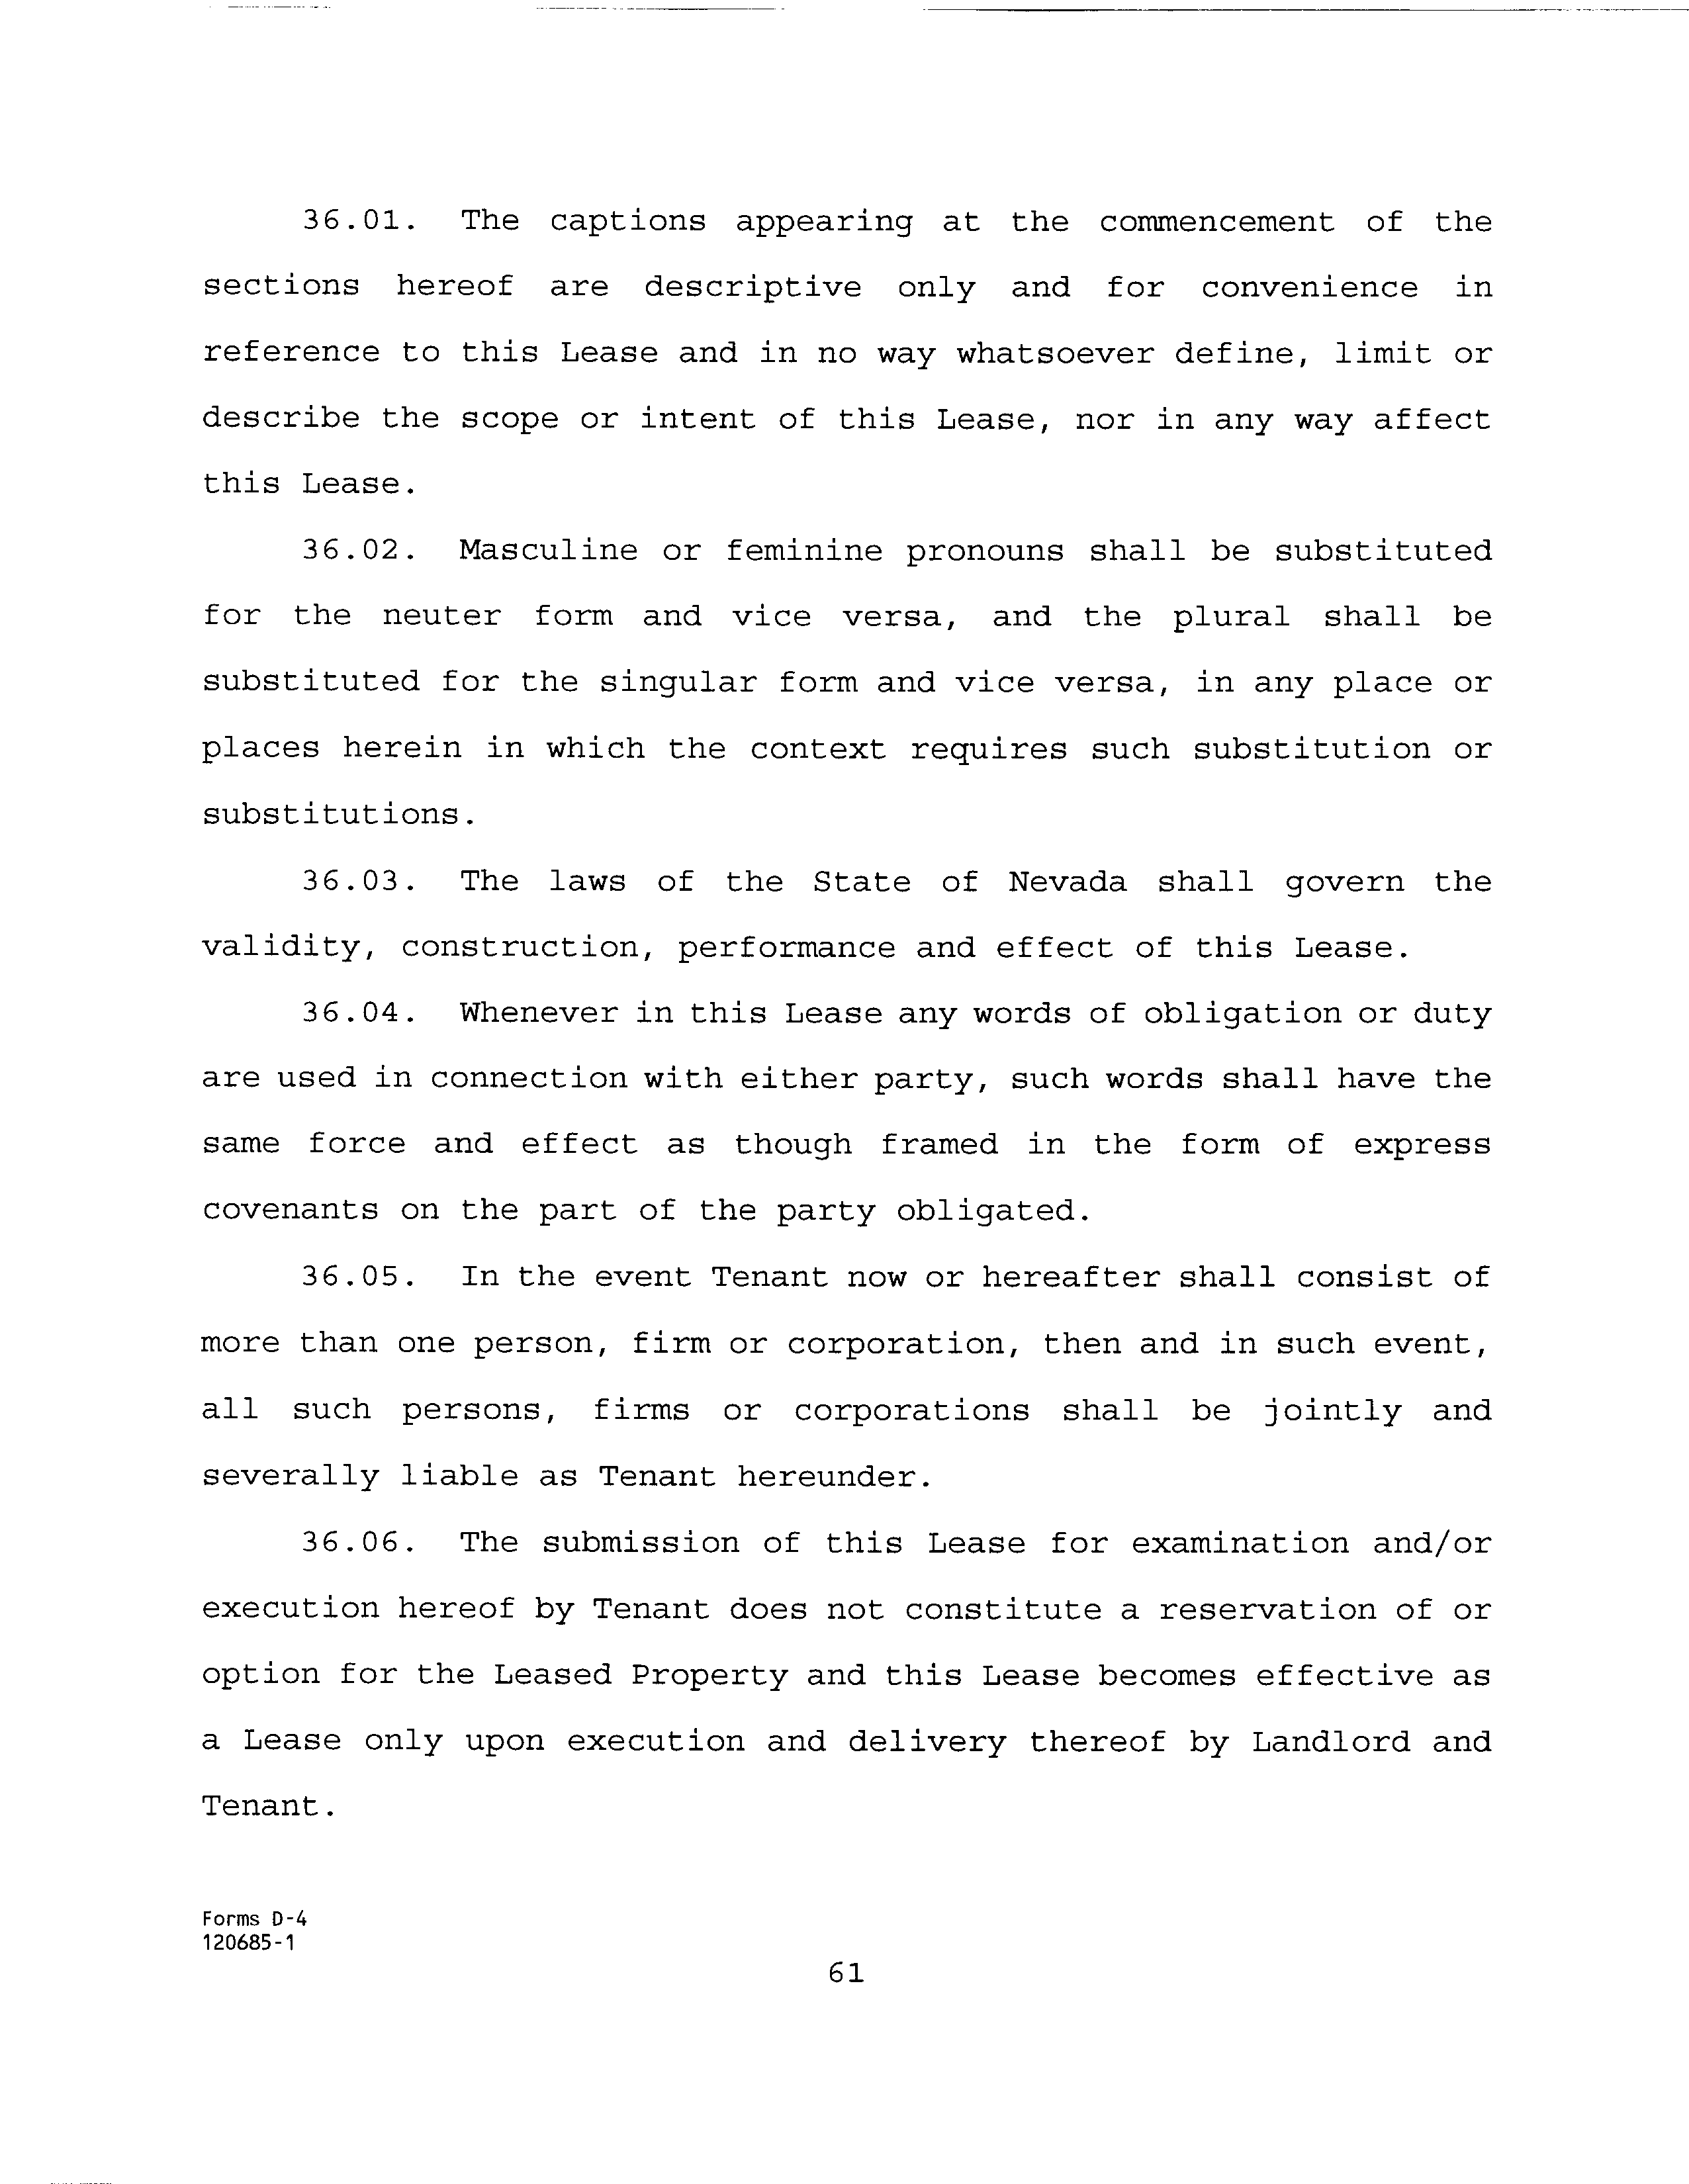 36.01. The captions appearing at the commencement of the
sections hereof are descriptive only and for convenience in
reference to this Lease and in no way whatsoever define, limit or
describe the scope or intent of this Lease, nor in any way affect
this Lease.
36.02. Masculine or feminine pronouns shall be substituted
for the neuter form and vice versa, and the plural shall be
substituted for the singular form and vice versa, in any place or
places herein in which the context requires such substitution or
substitutions.
36.03. The laws of the State of Nevada shall govern the
validity, construction, performance and effect of this Lease.
36.04. Whenever in this Lease any words of obligation or duty
are used in connection with either party, such words shall have the
same force and effect as though framed in the form of express
covenants on the part of the party obligated.
36.05. In the event Tenant now or hereafter shall consist of
more than one person, firm or corporation, then and in such event,
all such persons, firms or corporations shall be jointly and
severally liable as Tenant hereunder.
36.06. The submission of this Lease for examination and/or
execution hereof by Tenant does not constitute a reservation of or
option for the Leased Property and this Lease becomes effective as
a Lease only upon execution and delivery thereof by Landlord and
Tenant.
Forms D-4
120685-1
61